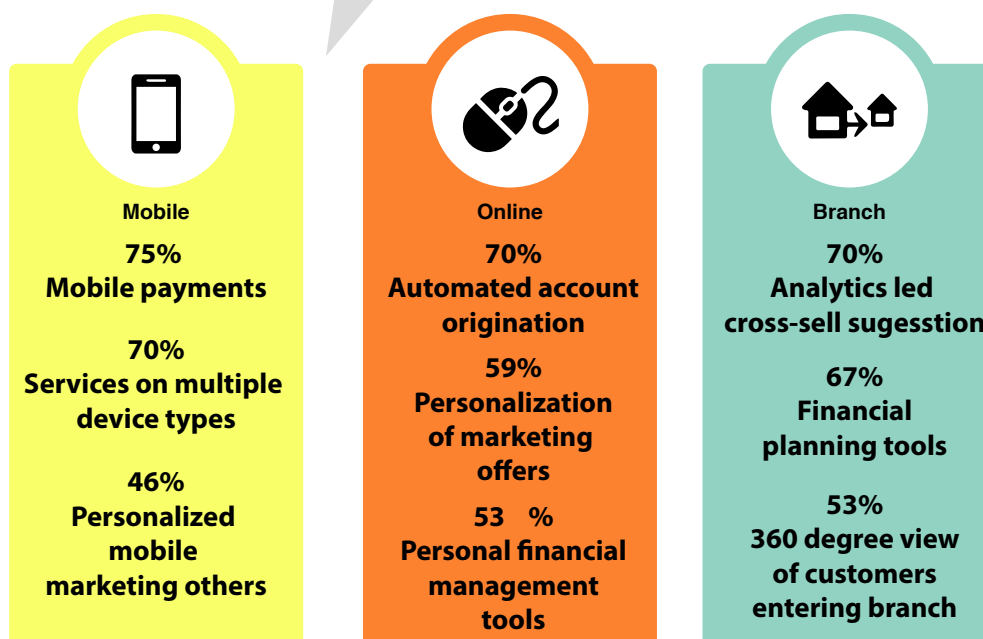 Mobile
75%
Mobile payments
70%
Services on multiple
device types
46%
Personalized
mobile
marketing others
Online
70%
Automated account
origination
59%
Personalization
of marketing
offers
53 %
Personal financial
management
tools
Branch
70%
Analytics led
cross-sell sugesstion
67%
Financial
planning tools
53%
360 degree view
of customers
entering branch